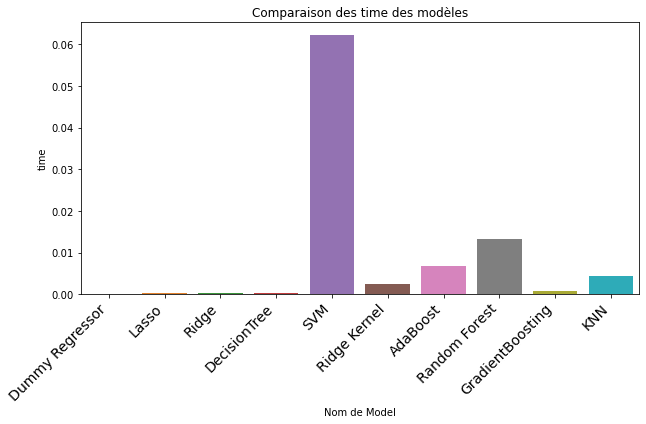 Comparaison des time des modèles
time
0.06
0.05
0.04
0.03
0.02
0.01
0.00
Dummy Regressor
Lasso
Ridge
DecisionTree
SVM
Ridge Kernel
AdaBoost
Random Forest
GradientBoosting
KNN
Nom de Model